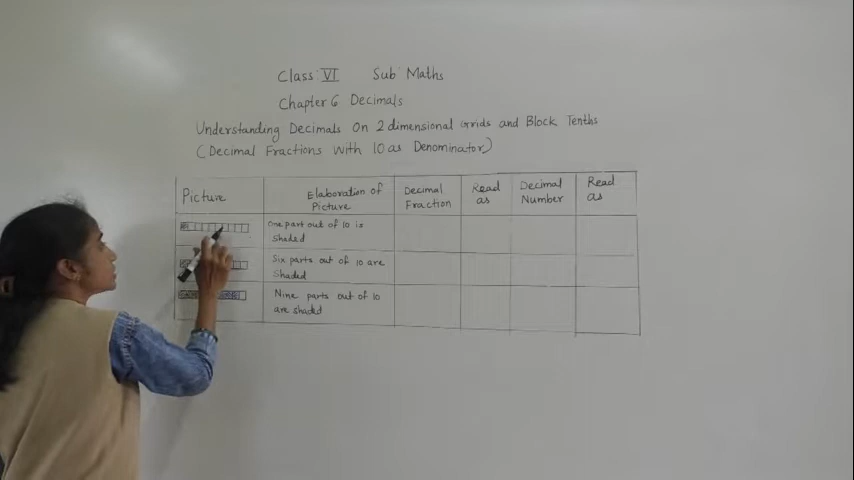 Class VI Sub Maths
Chapter 6 Decimals
Understanding Decimals On 2 dimensional Grids and Block Tenths
(Decimal Fractions With 10 as Denominator)
Picture
Elaboration of
Picture
Decimal
Fraction
Read
as
Decimal
Number
Read
as
One part out of 10 is
shaded
Six parts out of 10 are
shaded
Nine parts out of 10
are shaded